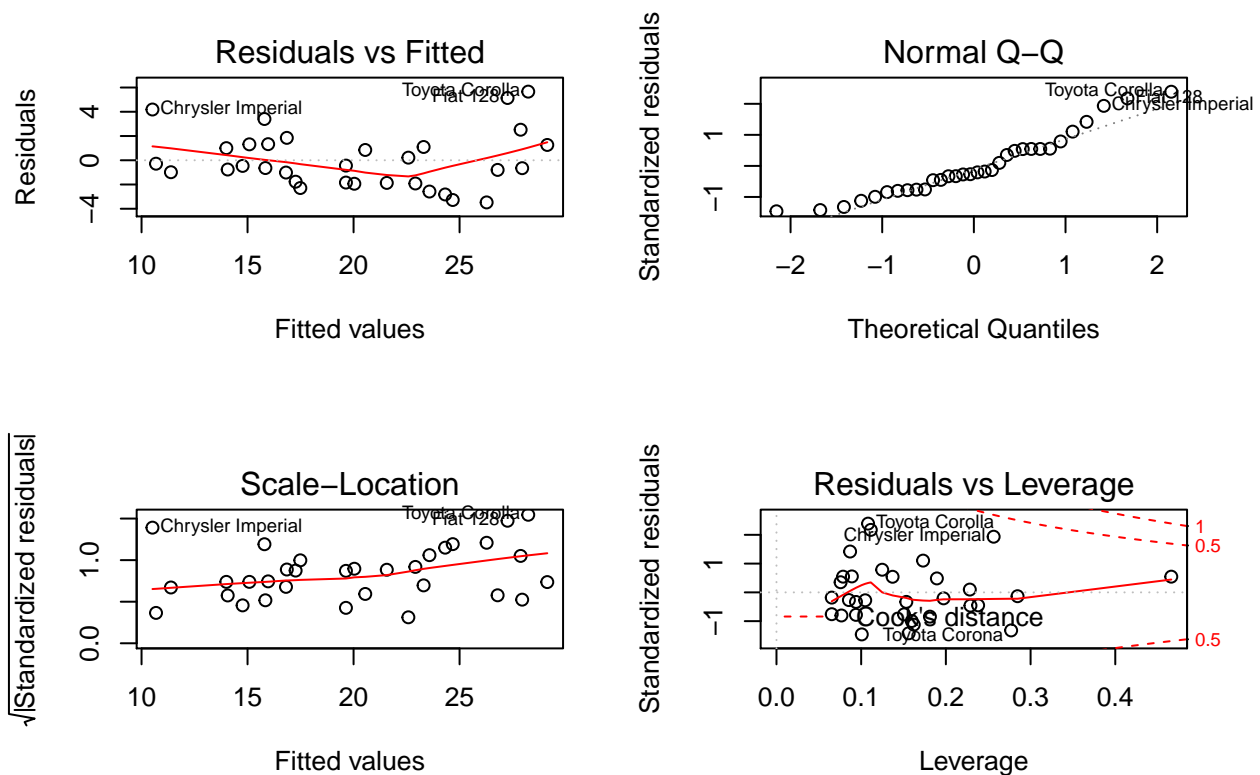 Residuals vs Fitted
Residuals
4
0
−4
Toyota Corolla
Fiat 128
Chrysler Imperial
10 15 20 25
Fitted values
Normal Q−Q
Standardized residuals
1
−1
Toyota Corolla
Fiat 128
Chrysler Imperial
−2 −1 0 1 2
Theoretical Quantiles
Scale−Location
√|Standardized residuals|
1.0
0.0
Toyota Corolla
Fiat 128
Chrysler Imperial
10 15 20 25
Fitted values
Residuals vs Leverage
Standardized residuals
1
−1
Toyota Corolla
Chrysler Imperial
1
0.5
Cook's distance
Toyota Corona
0.5
0.0 0.1 0.2 0.3 0.4
Leverage